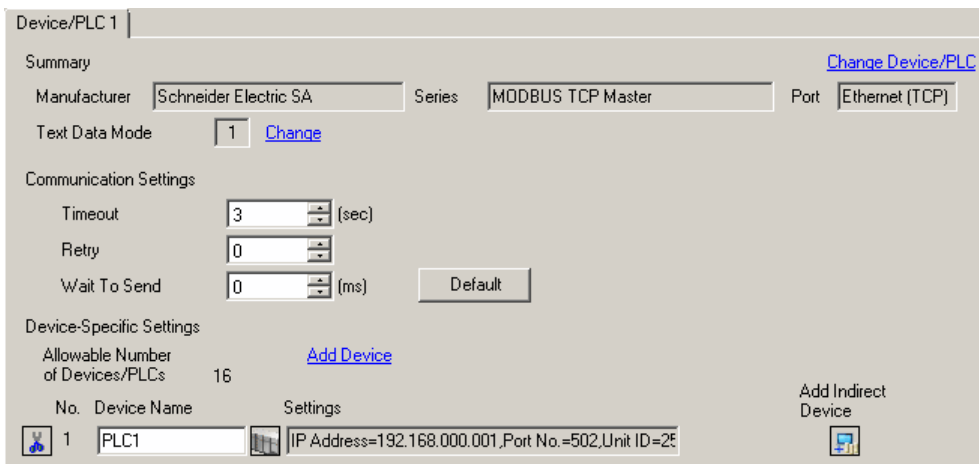 Device/PLC 1
Summary Change Device/PLC
Manufacturer Schneider Electric SA Series MODBUS TCP Master Port Ethernet (TCP)
Text Data Mode 1 Change
Communication Settings
Timeout 3 (sec)
Retry 0
Wait To Send 0 (ms) Default
Device-Specific Settings
Allowable Number Add Device
of Devices/PLCs 16
Add Indirect
No. Device Name Settings Device
1 PLC1 IP Address=192.168.000.001,Port No.=502,Unit ID=25